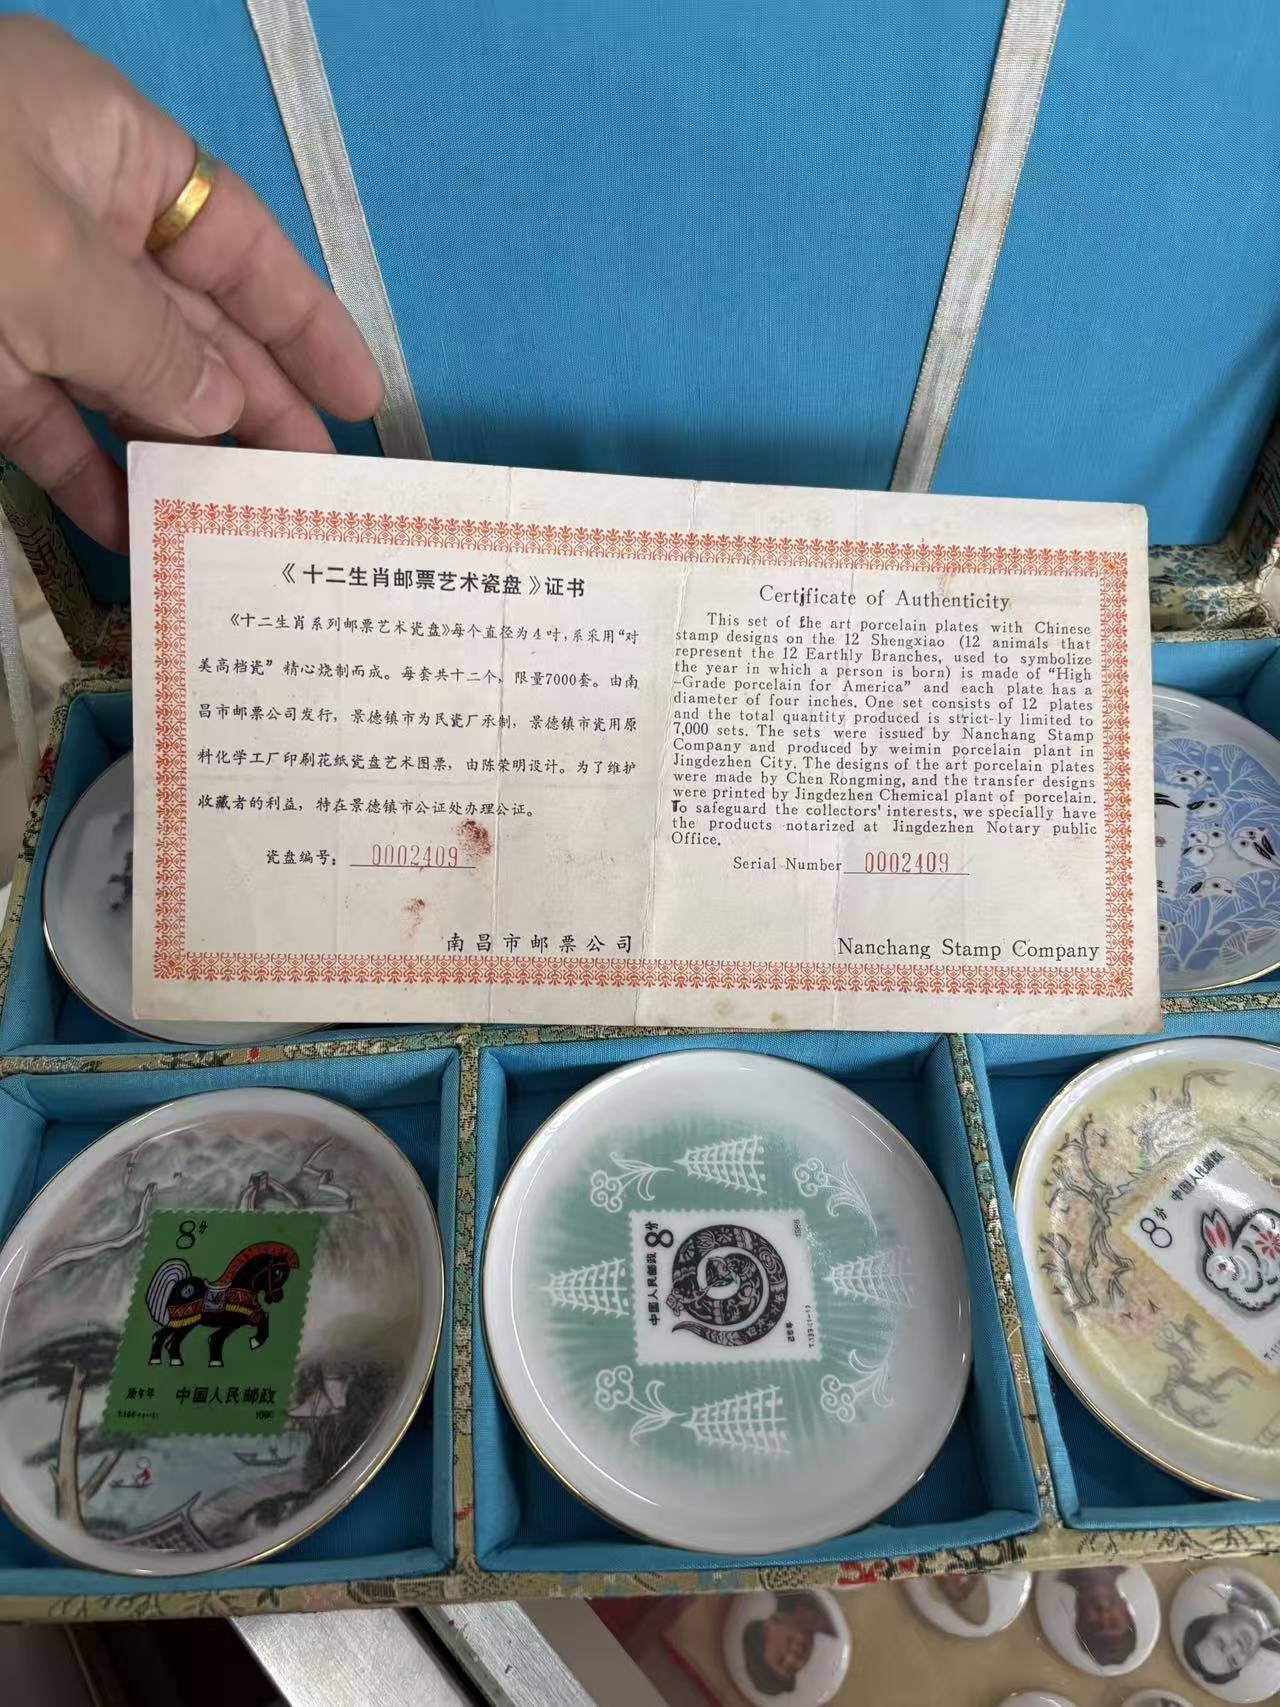 《十二生肖邮票艺术瓷盘》证书
《十二生肖系列邮票艺术瓷盘》每个直径为4吋，系采用“对
美高档瓷”精心烧制而成。每套共十二个，限量7000套。由南
昌市邮票公司发行，景德镇市为民瓷厂承制，景德镇市瓷用原
料化学工厂印刷花纸瓷盘艺术图票，由陈荣明设计。为了维护
收藏者的利益，特在景德镇市公证处办理公证。
瓷盘编号：0002409
南昌市邮票公司
Certificate of Authenticity
This set of the art porcelain plates with Chinese
stamp designs on the 12 Shengxiao (12 animals that
represent the 12 Earthly Branches, used to symbolize
the year in which a person is born) is made of “High
-Grade porcelain for America” and each plate has a
diameter of four inches. One set consists of 12 plates
and the total quantity produced is strict-ly limited to
7,000 sets. The sets were issued by Nanchang Stamp
Company and produced by weimin porcelain plant in
Jingdezhen City. The designs of the art porcelain plates
were made by Chen Rongming, and the transfer designs
were printed by Jingdezhen Chemical plant of porcelain.
To safeguard the collectors' interests, we specially have
the products notarized at Jingdezhen Notary public
Office.
Serial Number 0002409
Nanchang Stamp Company
8分
庚午年 中国人民邮政
T.146·(1-1) 1990
8分
中国人民邮政
1989
己巳年
T.133·(1-1)
8分
中国人民邮政